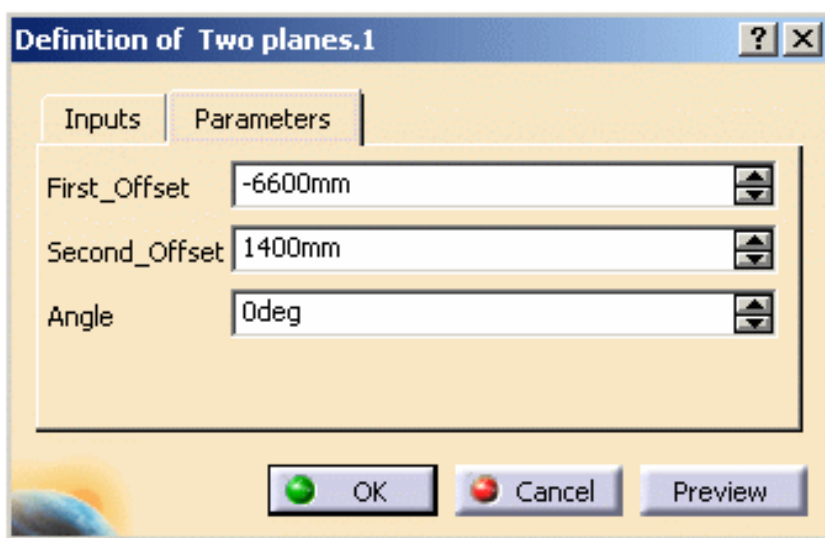 Definition of Two planes.1
Inputs Parameters
First_Offset -6600mm
Second_Offset 1400mm
Angle 0deg
OK Cancel Preview